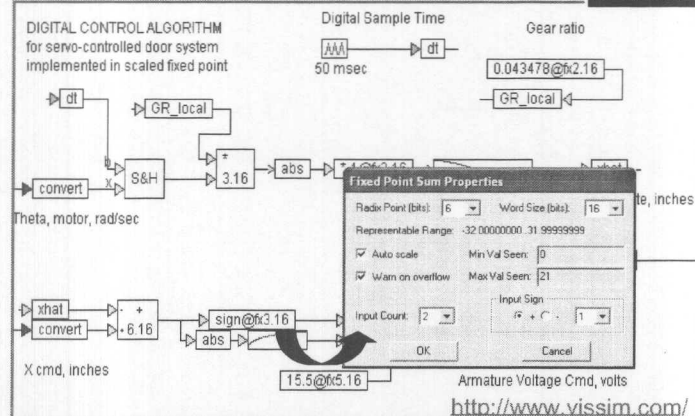 DIGITAL CONTROL ALGORITHM
for servo-controlled door system
implemented in scaled fixed point
Digital Sample Time
dt
50 msec
Gear ratio
0.043478@fx2.16
GR_local
dt
GR_local
b
x
S&H
convert
*
3.16
abs
Theta, motor, rad/sec
xhat
te, inches
Fixed Point Sum Properties
Radix Point (bits): 6 Word Size (bits): 16
Representable Range: -32.00000000..31.99999999
Auto scale Min Val Seen: 0
Warn on overflow Max Val Seen: 21
Input Count: 2 Input Sign + - 1
OK Cancel
xhat
convert
- +
+ 6.16
sign@fx3.16
abs
X cmd, inches
15.5@fx5.16
Armature Voltage Cmd, volts
http://www.vissim.com/